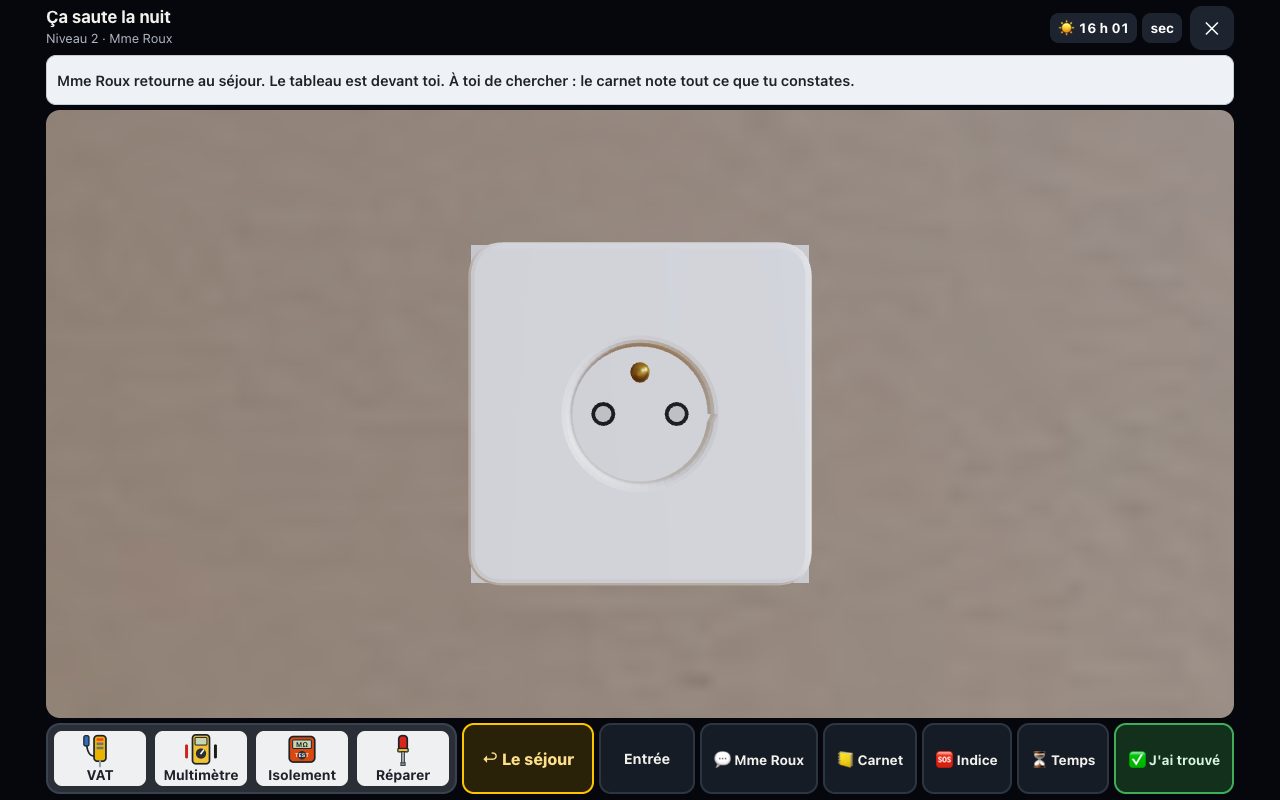 Ça saute la nuit
Niveau 2 · Mme Roux
☀️ 16 h 01
sec
Mme Roux retourne au séjour. Le tableau est devant toi. À toi de chercher : le carnet note tout ce que tu constates.
VAT
MΩ
TEST
Multimètre
Isolement
Réparer
↩ Le séjour
Entrée
💬 Mme Roux
📒 Carnet
🆘 Indice
⏳ Temps
✅ J'ai trouvé